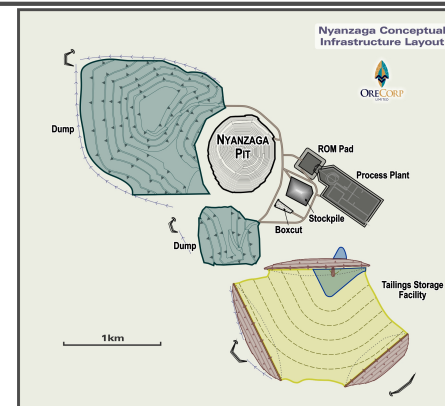 Nyanzaga Conceptual
Infrastructure Layout
ORECORP
LIMITED
Dump
NYANZAGA
PIT
ROM Pad
Process Plant
Stockpile
Boxcut
Dump
Tailings Storage
Facility
1km